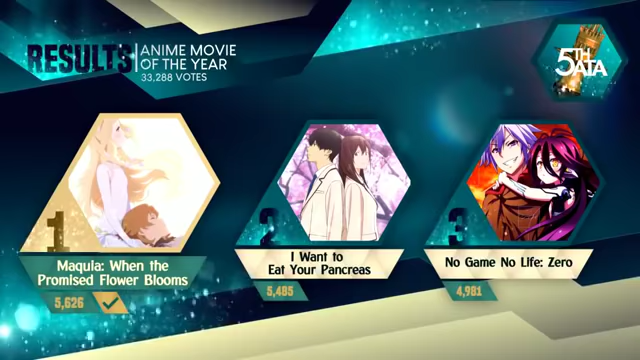 RESULTS
ANIME MOVIE
OF THE YEAR
33,288 VOTES
5TH
ATA
1
Maquia: When the
Promised Flower Blooms
5,626
2
I Want to
Eat Your Pancreas
5,485
3
No Game No Life: Zero
4,981